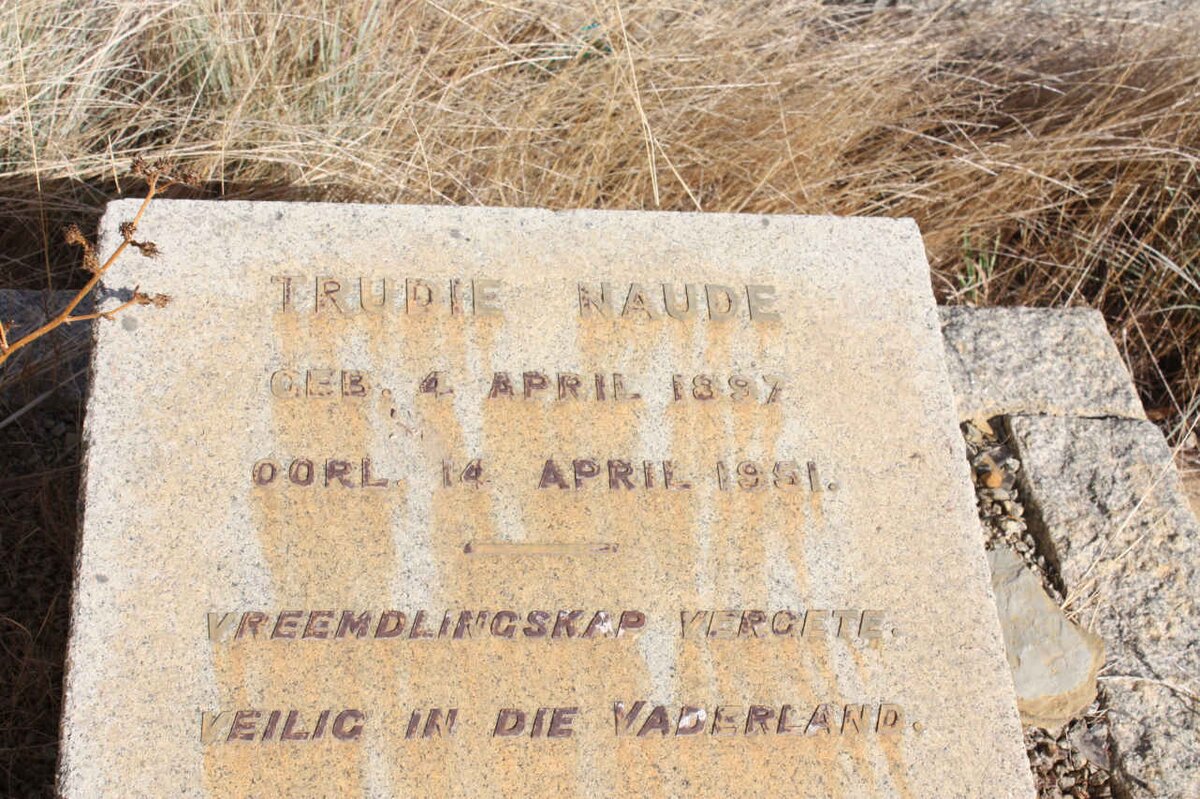 TRUDIE NAUDE
GEB. 4 APRIL 1897
OORL. 14 APRIL 1951.
VREEMDLINGSKAP VERGETE.
VEILIG IN DIE VADERLAND.